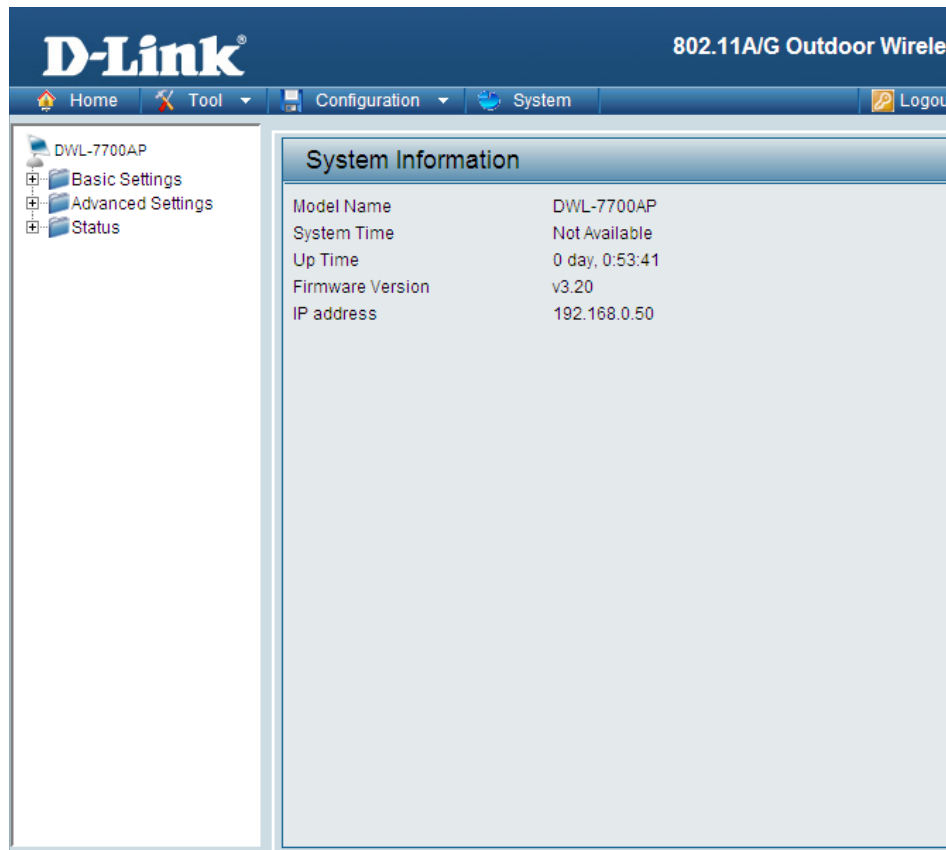 D-Link®
802.11A/G Outdoor
Home Tool Configuration System
DWL-7700AP
Basic Settings
Advanced Settings
Status
System Information
Model Name DWL-7700AP
System Time Not Available
Up Time 0 day, 0:53:41
Firmware Version v3.20
IP address 192.168.0.50